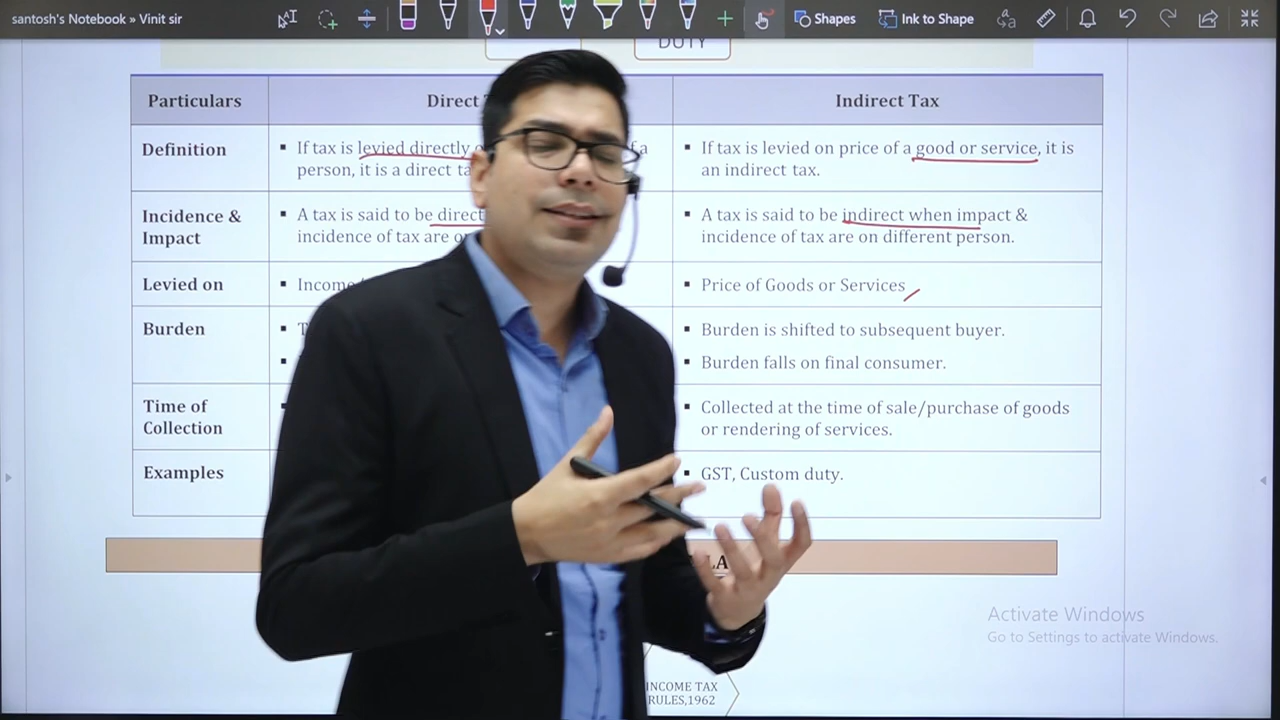 santosh's Notebook » Vinit sir
Shapes
Ink to Shape
DUTY
Particulars
Direct
Indirect Tax
Definition
If tax is levied directly
person, it is a direct
If tax is levied on price of a good or service, it is
an indirect tax.
Incidence &
Impact
A tax is said to be direct
incidence of tax are
A tax is said to be indirect when impact &
incidence of tax are on different person.
Levied on
Income
Price of Goods or Services
Burden
Burden is shifted to subsequent buyer.
Burden falls on final consumer.
Time of
Collection
Collected at the time of sale/purchase of goods
or rendering of services.
Examples
GST, Custom duty.
INCOME TAX
RULES,1962
Activate Windows
Go to Settings to activate Windows.